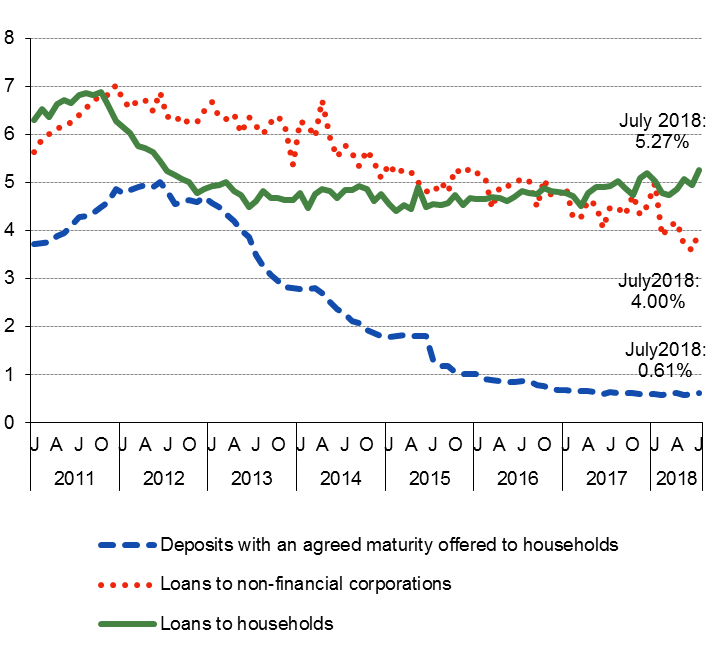 8
7
6
5
4
3
2
1
0
July 2018:
5.27%
July2018:
4.00%
July2018:
0.61%
J A J O J A J O J A J O J A J O J A J O J A J O J A J O J A J
2011 2012 2013 2014 2015 2016 2017 2018
Deposits with an agreed maturity offered to households
Loans to non-financial corporations
Loans to households